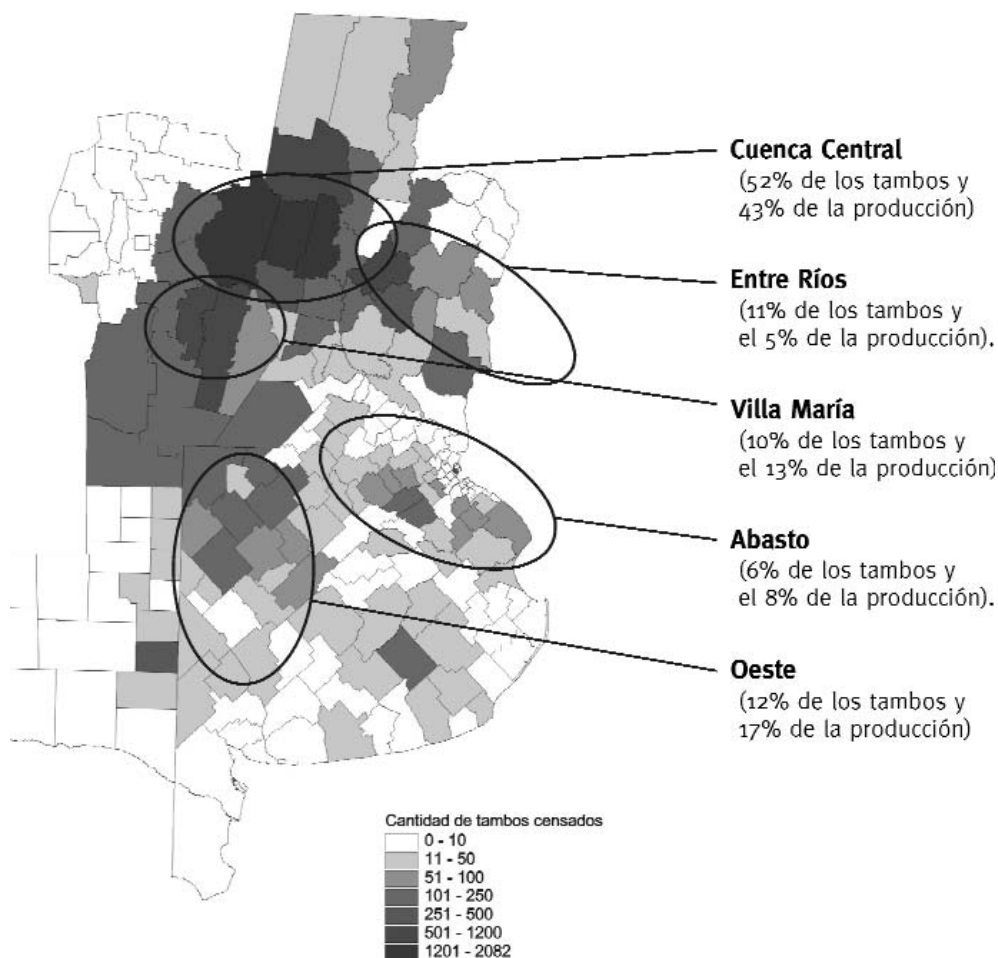 Cuenca Central
(52% de los tambos y
43% de la producción)
Entre Ríos
(11% de los tambos y
el 5% de la producción).
Villa María
(10% de los tambos y
el 13% de la producción)
Abasto
(6% de los tambos y
el 8% de la producción).
Oeste
(12% de los tambos y
17% de la producción)
Cantidad de tambos censados
0 - 10
11 - 50
51 - 100
101 - 250
251 - 500
501 - 1200
1201 - 2082